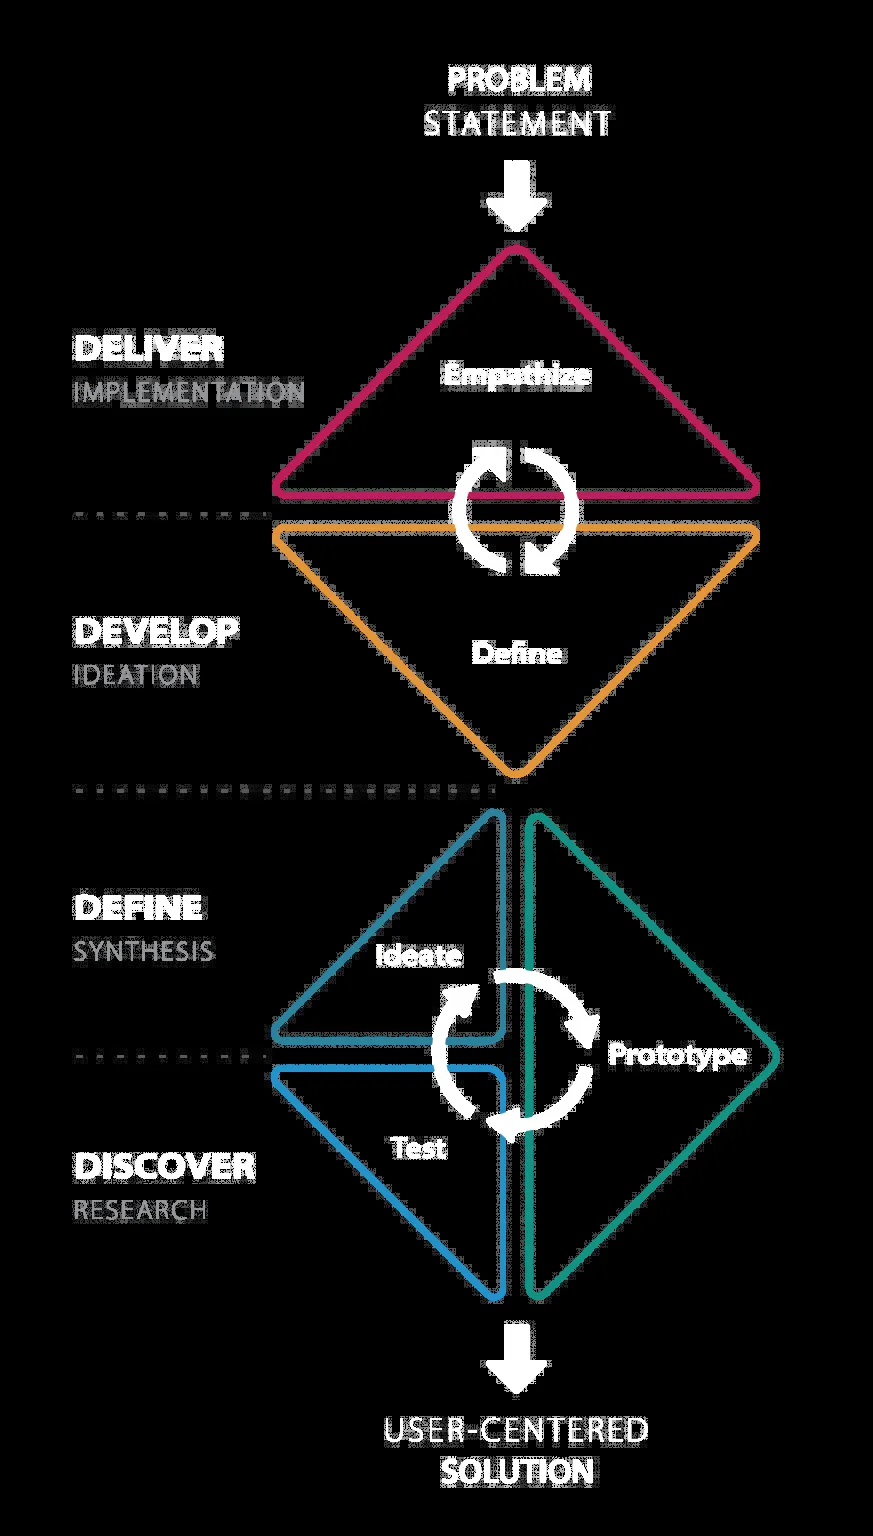 PROBLEM
STATEMENT
DELIVER
IMPLEMENTATION
Empathize
DEVELOP
IDEATION
Define
DEFINE
SYNTHESIS
Ideate
Prototype
Test
DISCOVER
RESEARCH
USER-CENTERED
SOLUTION